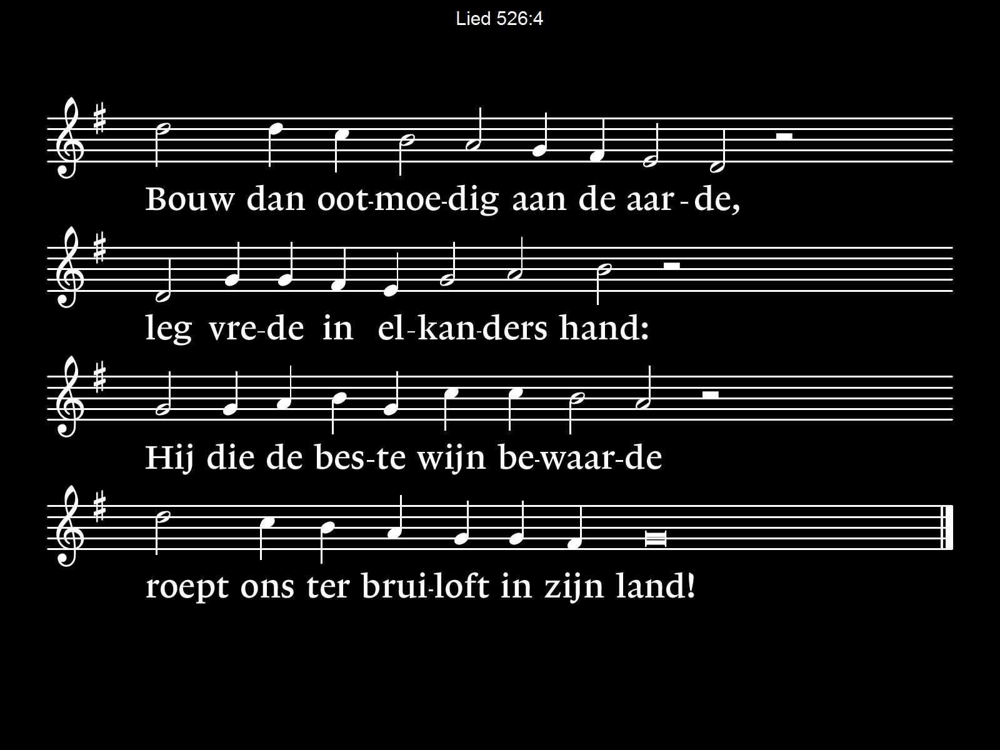 Lied 526:4
Bouw dan oot-moe-dig aan de aar-de,
leg vre-de in el-kan-ders hand:
Hij die de bes-te wijn be-waar-de
roept ons ter brui-loft in zijn land!